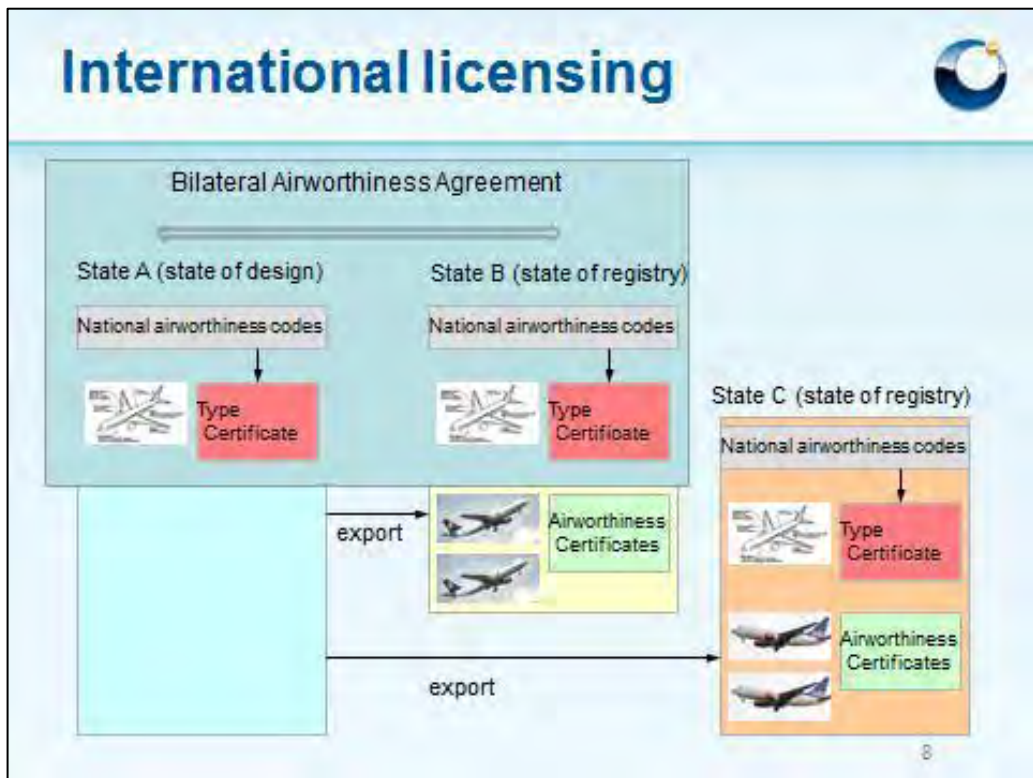 International licensing
Bilateral Airworthiness Agreement
State A (state of design)
State B (state of registry)
National airworthiness codes
National airworthiness codes
Type
Certificate
Type
Certificate
State C (state of registry)
National airworthiness codes
export
Airworthiness
Certificates
Type
Certificate
Airworthiness
Certificates
export
8